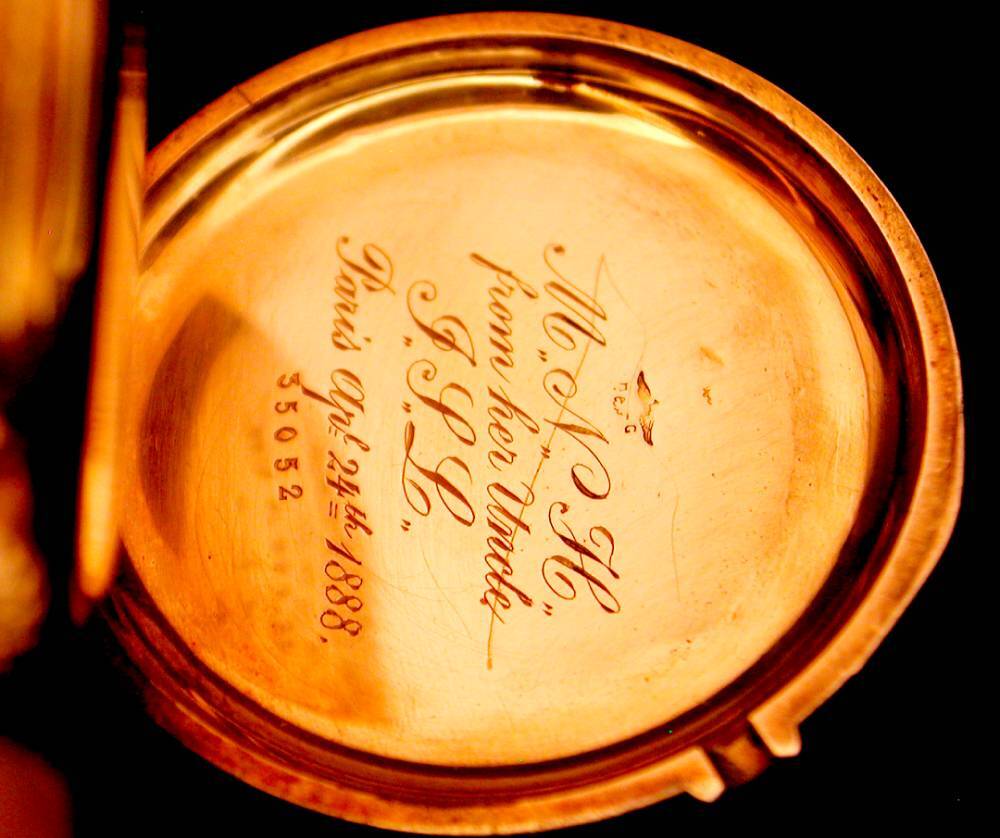 M."N."H."
from her Uncle,
J."S."L."
Paris Apl. 24th 1888.
35052